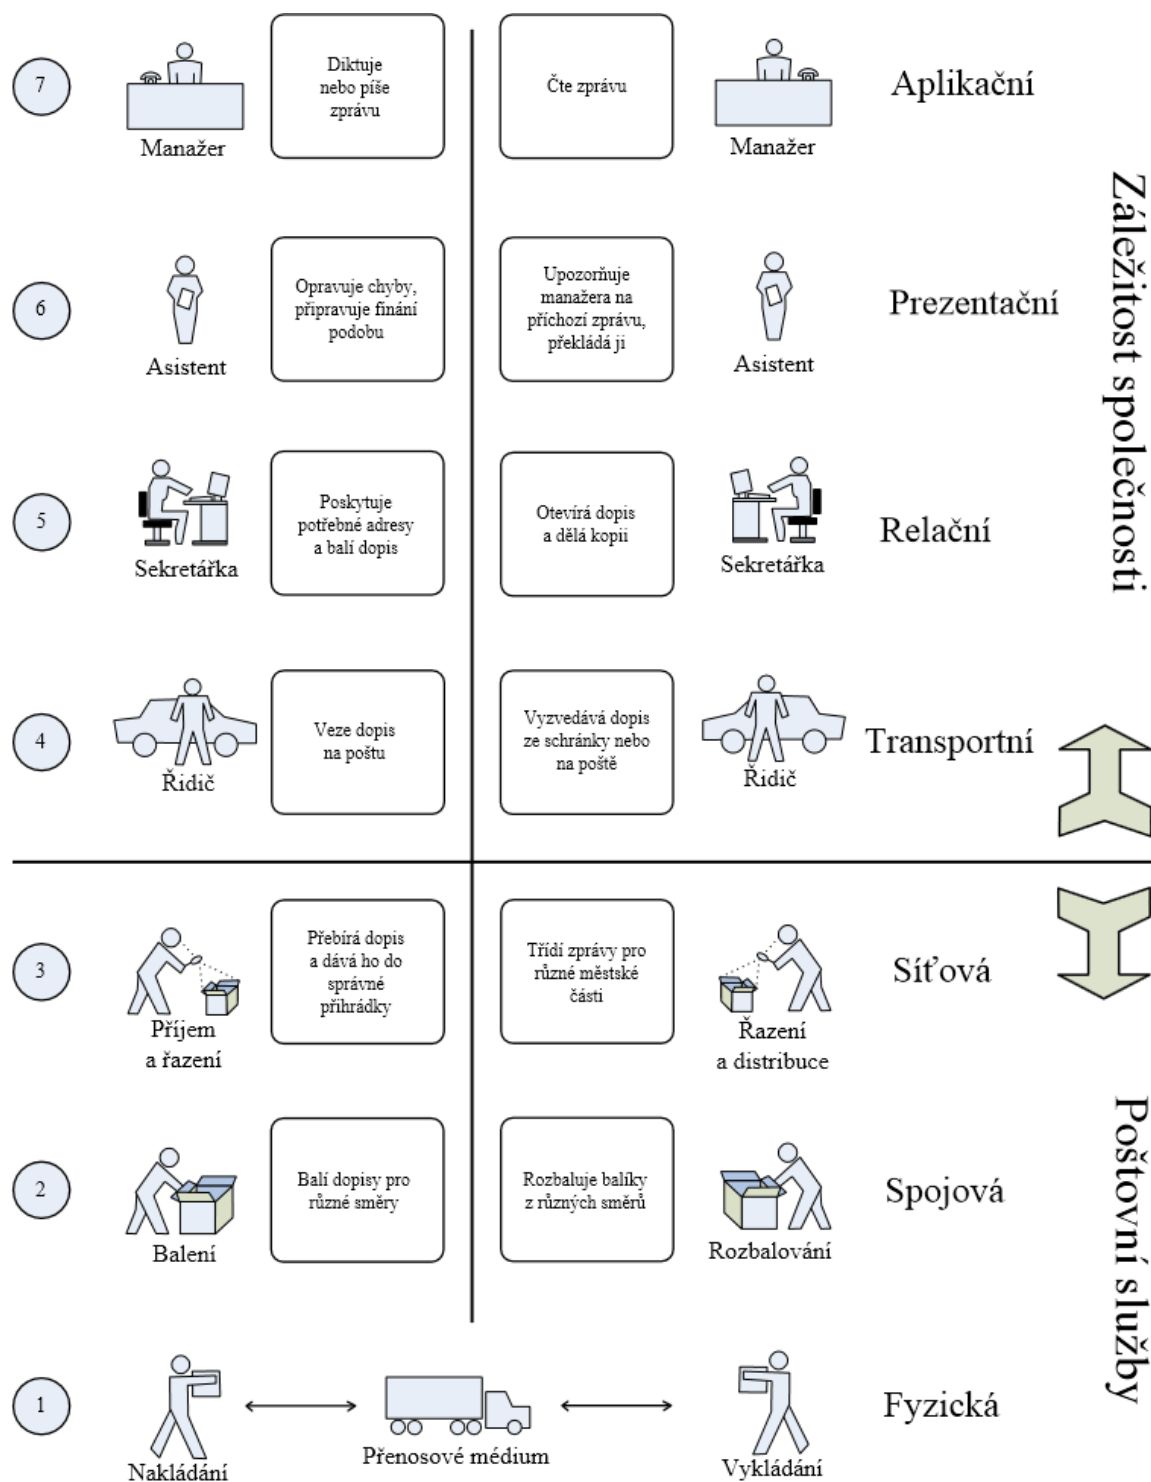 7
Manažer
Diktuje
nebo píše
zprávu
Čte zprávu
Manažer
Aplikační
6
Asistent
Opravuje chyby,
připravuje finání
podobu
Upozorňuje
manažera na
příchozí zprávu,
překládá ji
Asistent
Prezentační
5
Sekretářka
Poskytuje
potřebné adresy
a balí dopis
Otevírá dopis
a dělá kopii
Sekretářka
Relační
4
Řidič
Veze dopis
na poštu
Vyzvedává dopis
ze schránky nebo
na poště
Řidič
Transportní
Záležitost společnosti
3
Příjem
a řazení
Přebírá dopis
a dává ho do
správné
přihrádky
Třídí zprávy pro
různé městské
části
Řazení
a distribuce
Síťová
2
Balení
Balí dopisy pro
různé směry
Rozbaluje balíky
z různých směrů
Rozbalování
Spojová
1
Nakládání
Přenosové médium
Vykládání
Fyzická
Poštovní služby